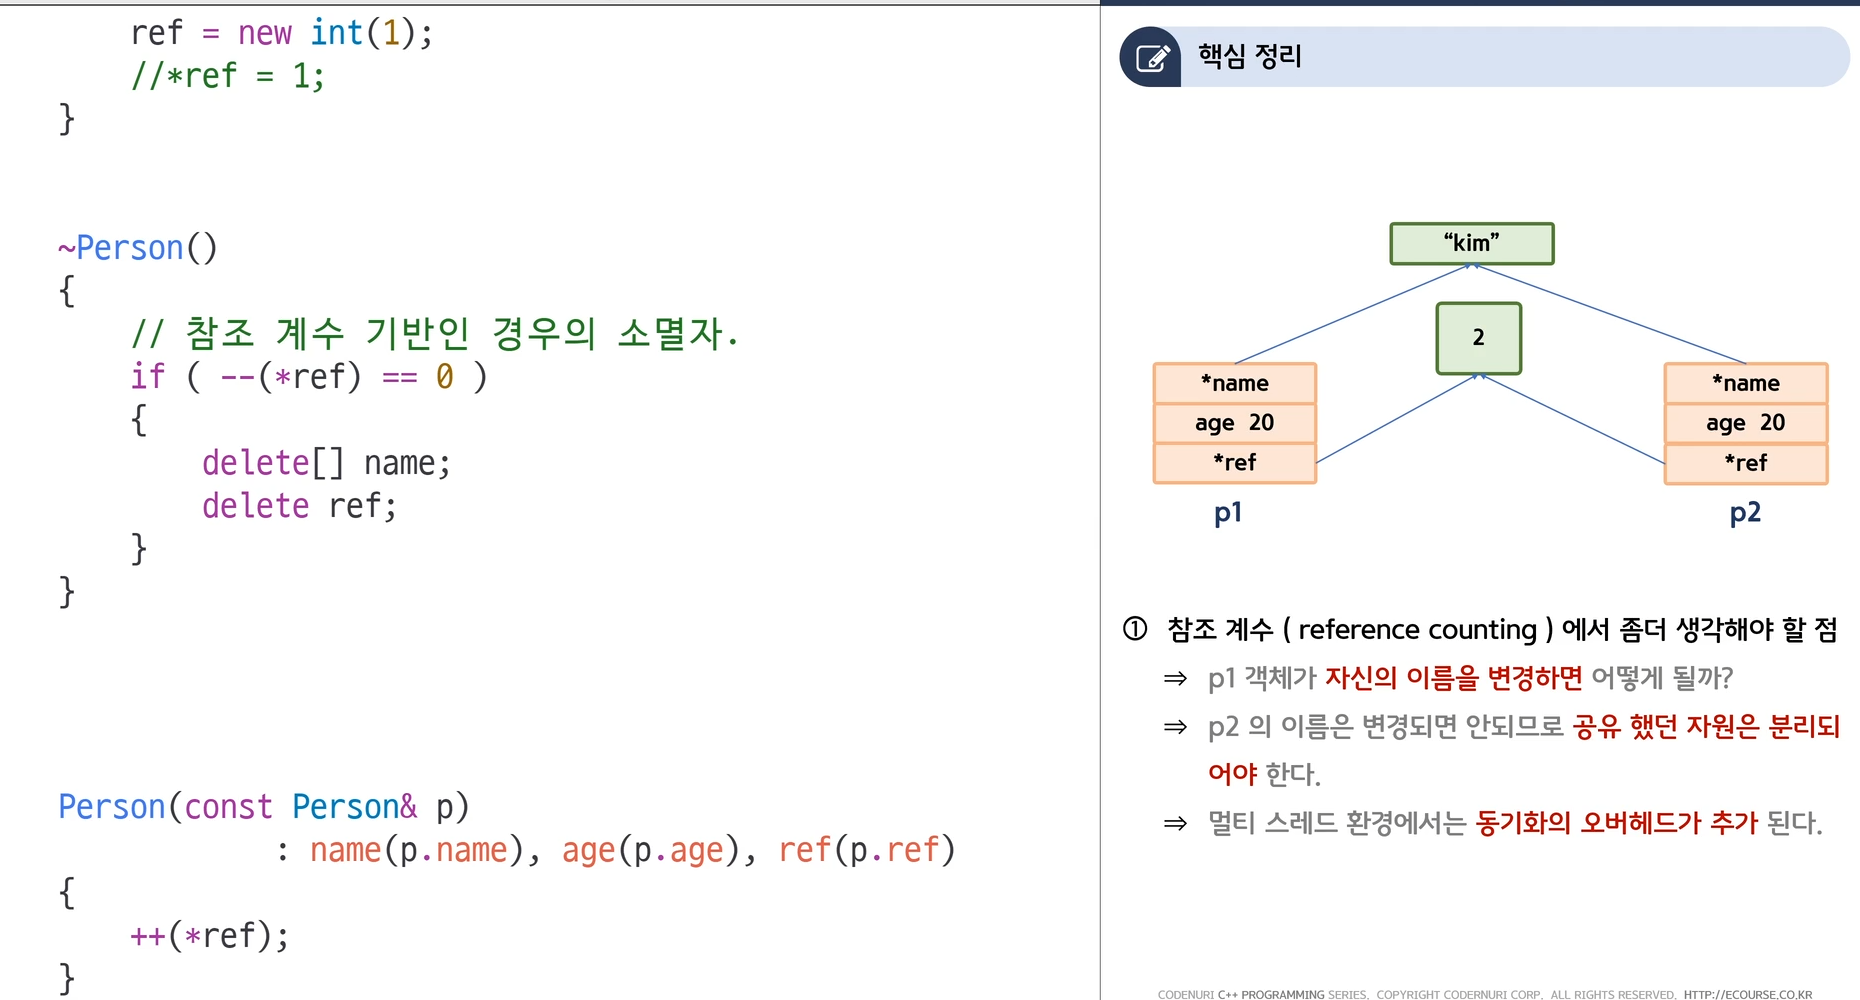 ref = new int(1);
//*ref = 1;
}
~Person()
{
// 참조 계수 기반인 경우의 소멸자.
if ( --(*ref) == 0 )
{
delete[] name;
delete ref;
}
}
Person(const Person& p)
: name(p.name), age(p.age), ref(p.ref)
{
++(*ref);
}
핵심 정리
“kim”
2
*name
age 20
*ref
p1
*name
age 20
*ref
p2
① 참조 계수 ( reference counting ) 에서 좀더 생각해야 할 점
⇒ p1 객체가 자신의 이름을 변경하면 어떻게 될까?
⇒ p2 의 이름은 변경되면 안되므로 공유 했던 자원은 분리되
어야 한다.
⇒ 멀티 스레드 환경에서는 동기화의 오버헤드가 추가 된다.
CODENURI C++ PROGRAMMING SERIES, COPYRIGHT CODERNURI CORP, ALL RIGHTS RESERVED, HTTP://ECOURSE.CO.KR